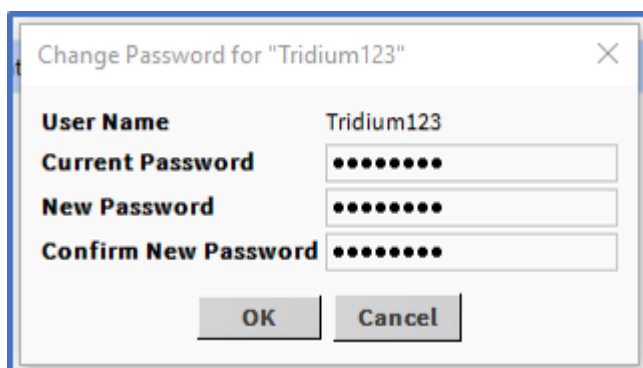 t
Change Password for "Tridium123"
User Name Tridium123
Current Password ●●●●●●●●
New Password ●●●●●●●●
Confirm New Password ●●●●●●●●
OK Cancel